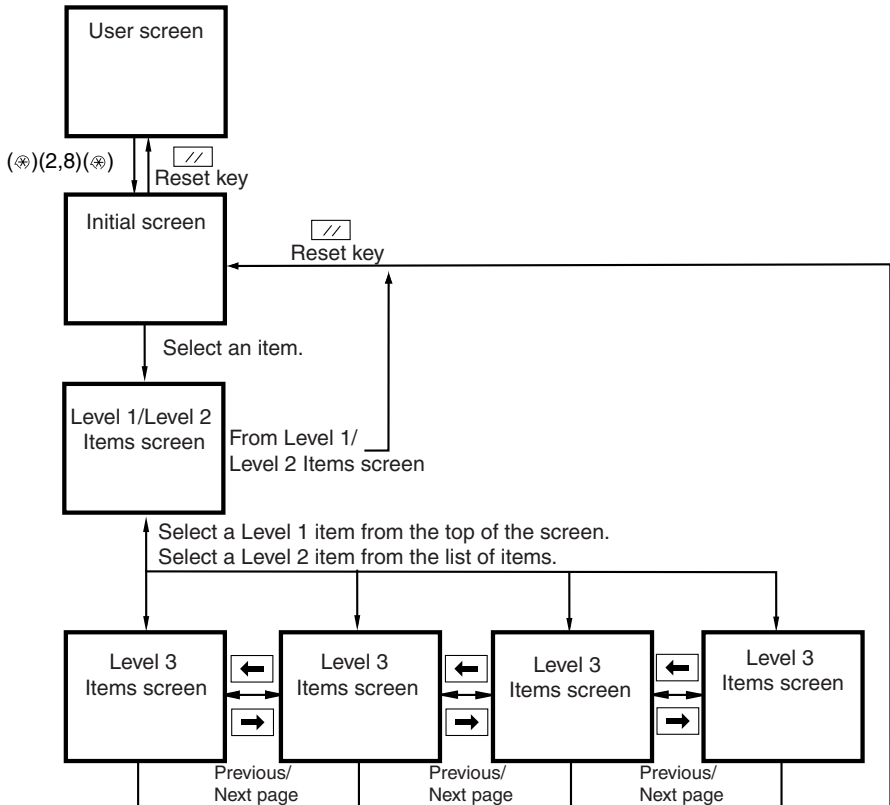 User screen
(✱)(2,8)(✱)
//
Reset key
Initial screen
//
Reset key
Select an item.
Level 1/Level 2
Items screen
From Level 1/
Level 2 Items screen
Select a Level 1 item from the top of the screen.
Select a Level 2 item from the list of items.
Level 3
Items screen
Level 3
Items screen
Level 3
Items screen
Level 3
Items screen
Previous/
Next page
Previous/
Next page
Previous/
Next page